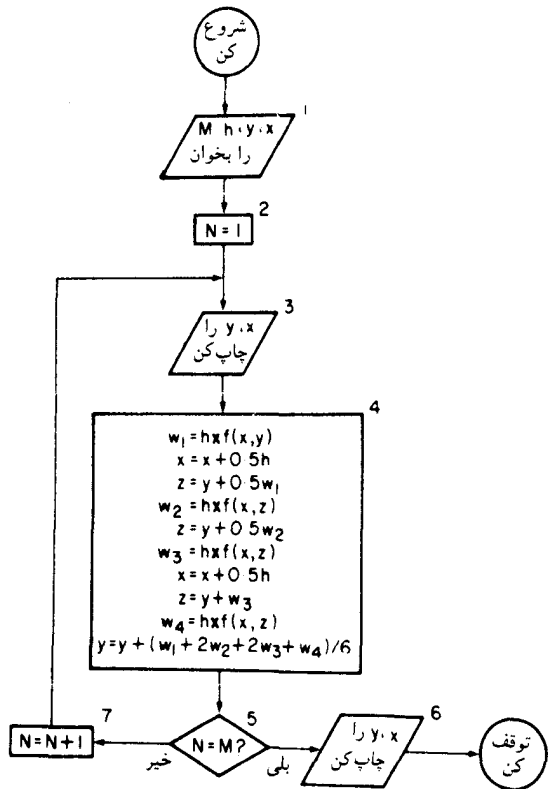 شروع
کن
1
M h ، y ، x
را بخوان
2
N = 1
3
y ، x را
چاپ کن
4
w₁ = h×f(x,y)
x = x + 0.5h
z = y + 0.5w₁
w₂ = h×f(x,z)
z = y + 0.5w₂
w₃ = h×f(x,z)
x = x + 0.5h
z = y + w₃
w₄ = h×f(x,z)
y = y + (w₁ + 2w₂ + 2w₃ + w₄)/6
5
N = M ?
بلی
خیر
6
y ، x را
چاپ کن
توقف
کن
7
N = N + 1